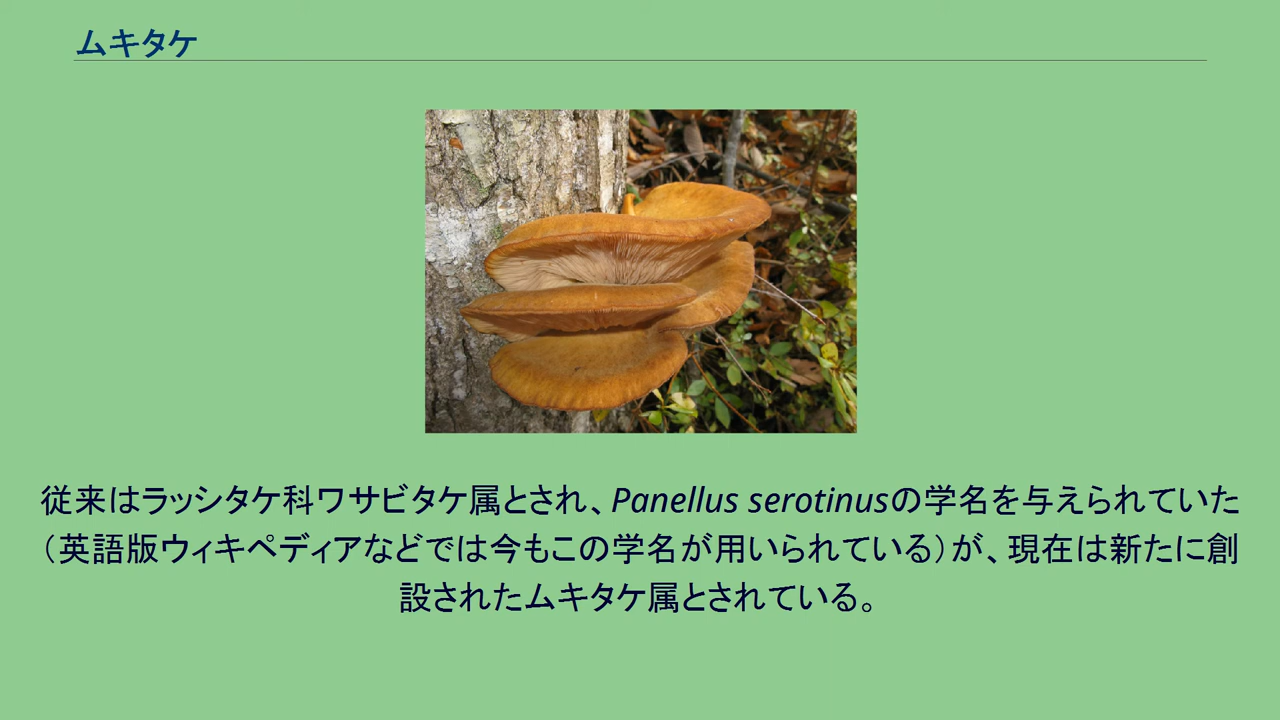 ムキタケ
従来はラッシタケ科ワサビタケ属とされ、Panellus serotinusの学名を与えられていた
（英語版ウィキペディアなどでは今もこの学名が用いられている）が、現在は新たに創
設されたムキタケ属とされている。